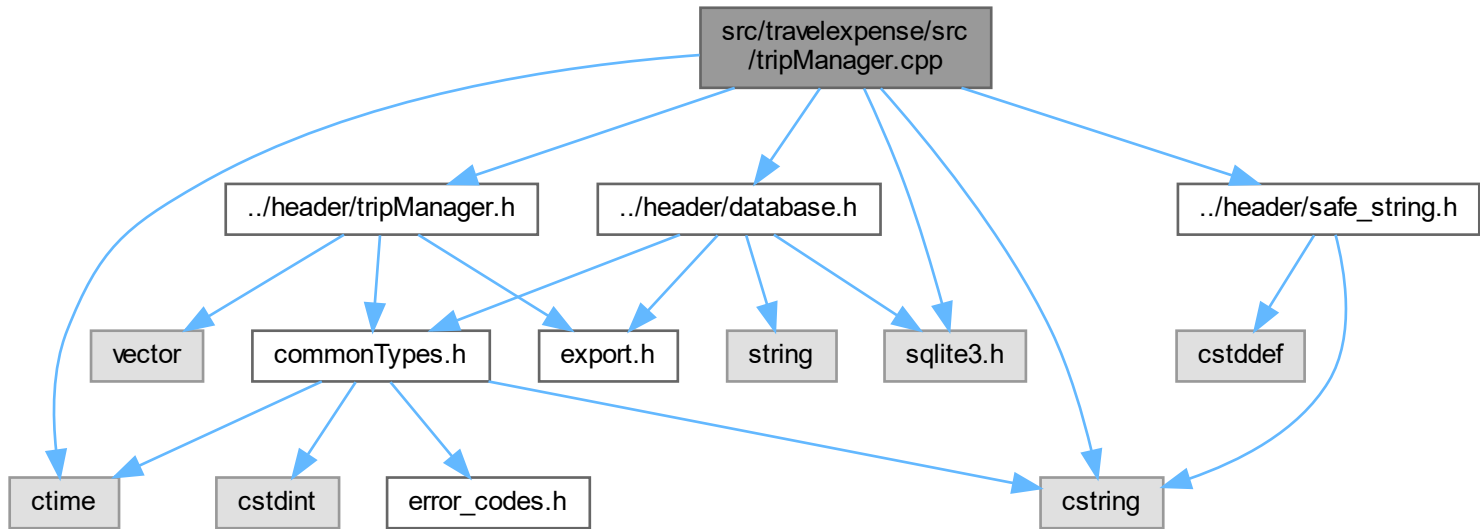 src/travelexpense/src
/tripManager.cpp
../header/tripManager.h
../header/database.h
../header/safe_string.h
vector
commonTypes.h
export.h
string
sqlite3.h
cstddef
ctime
cstdint
error_codes.h
cstring